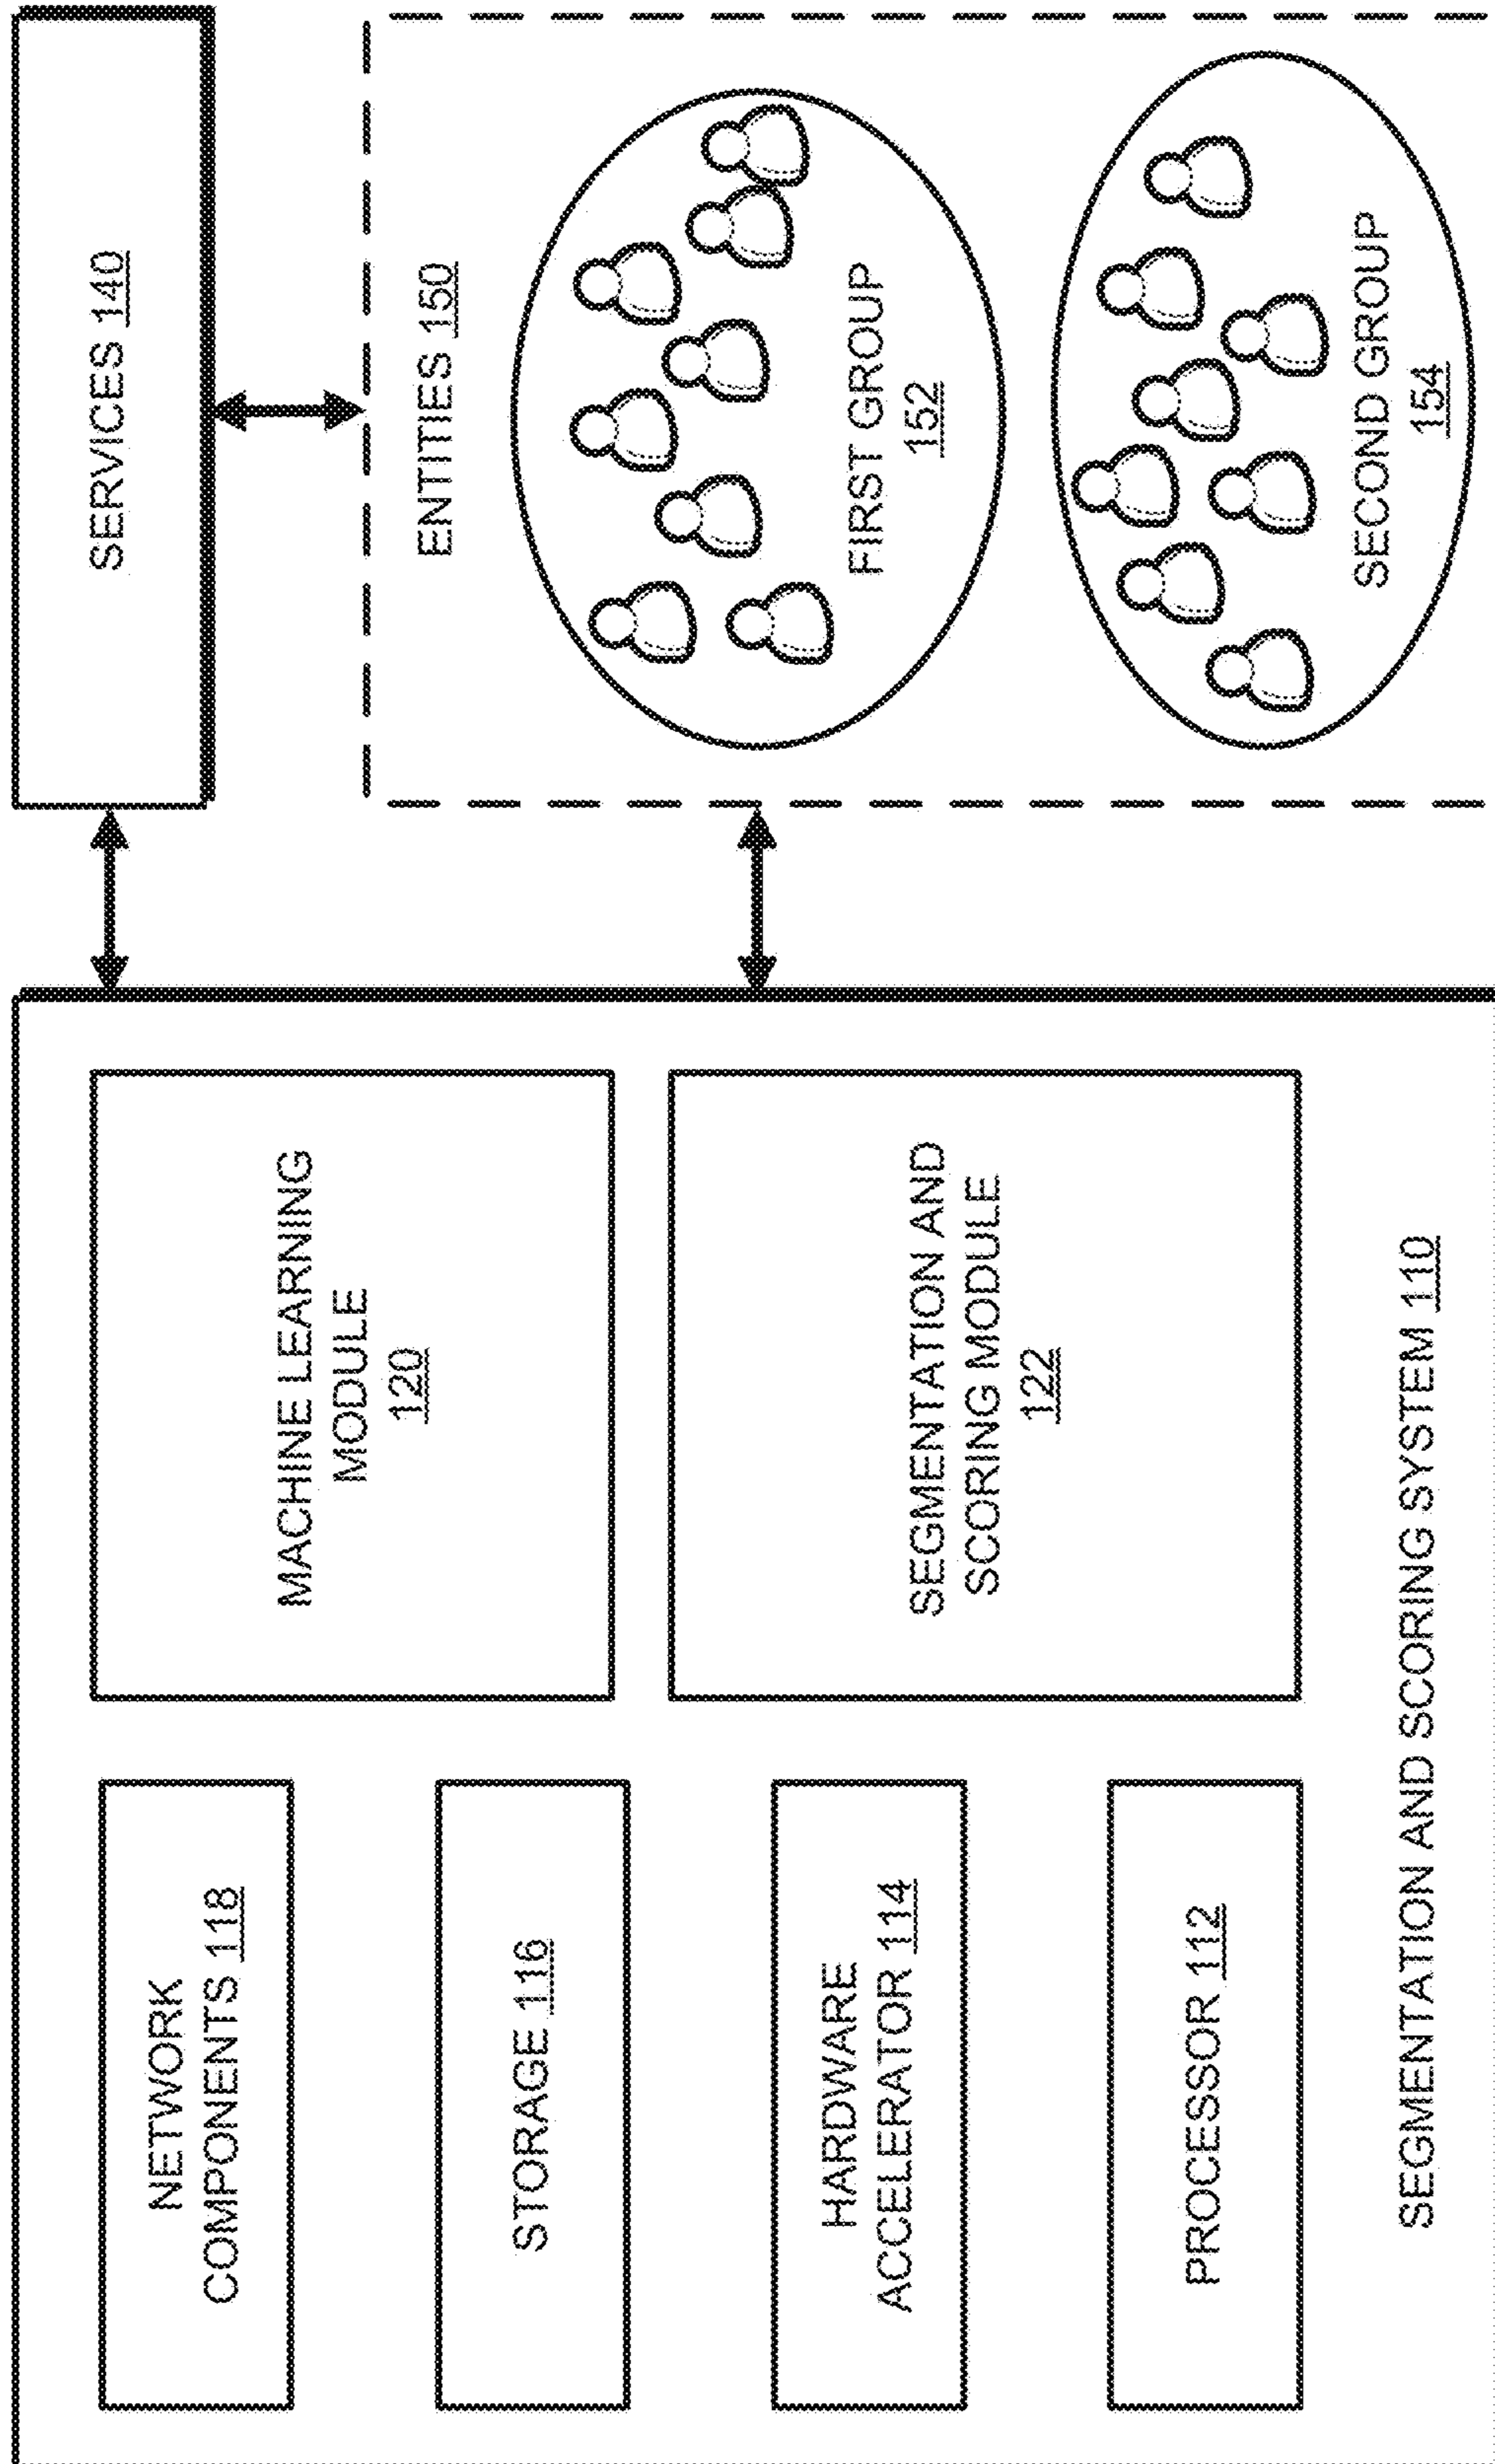 NETWORK
COMPONENTS 118
STORAGE 116
HARDWARE
ACCELERATOR 114
PROCESSOR 112
MACHINE LEARNING
MODULE
120
SEGMENTATION AND
SCORING MODULE
122
SEGMENTATION AND SCORING SYSTEM 110
SERVICES 140
ENTITIES 150
FIRST GROUP
152
SECOND GROUP
154